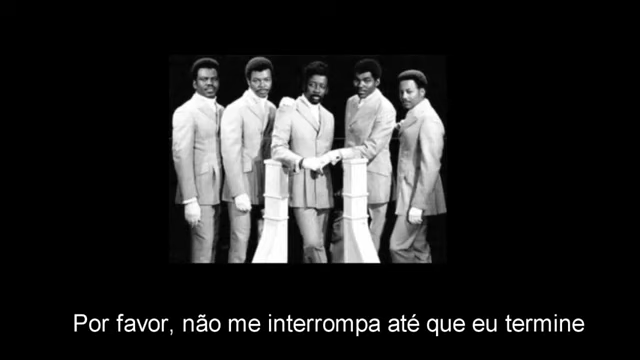 Por favor, não me interrompa até que eu termine